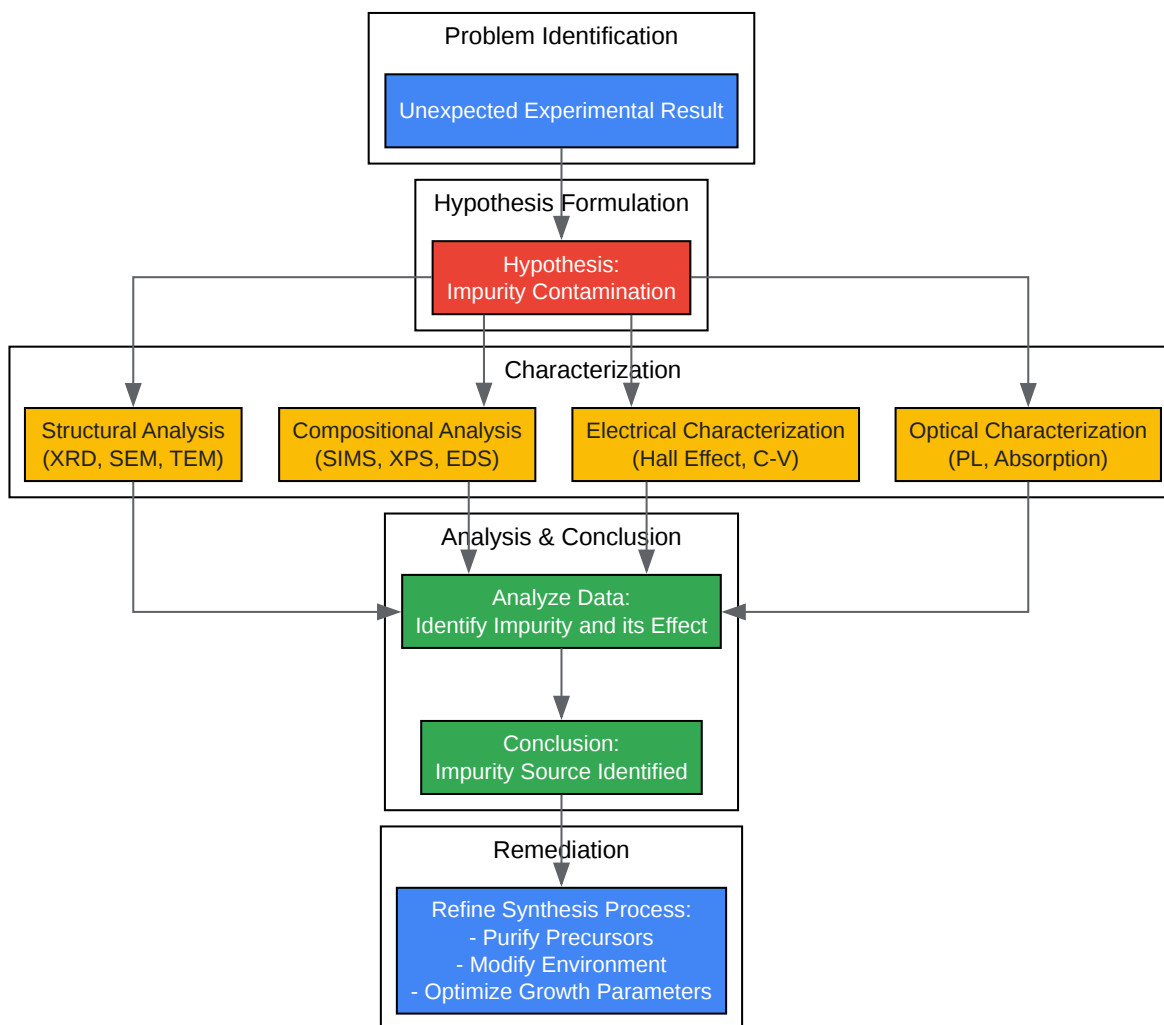 Problem Identification
Unexpected Experimental Result
Hypothesis Formulation
Hypothesis:
Impurity Contamination
Characterization
Structural Analysis
(XRD, SEM, TEM)
Compositional Analysis
(SIMS, XPS, EDS)
Electrical Characterization
(Hall Effect, C-V)
Optical Characterization
(PL, Absorption)
Analysis & Conclusion
Analyze Data:
Identify Impurity and its Effect
Conclusion:
Impurity Source Identified
Remediation
Refine Synthesis Process:
- Purify Precursors
- Modify Environment
- Optimize Growth Parameters